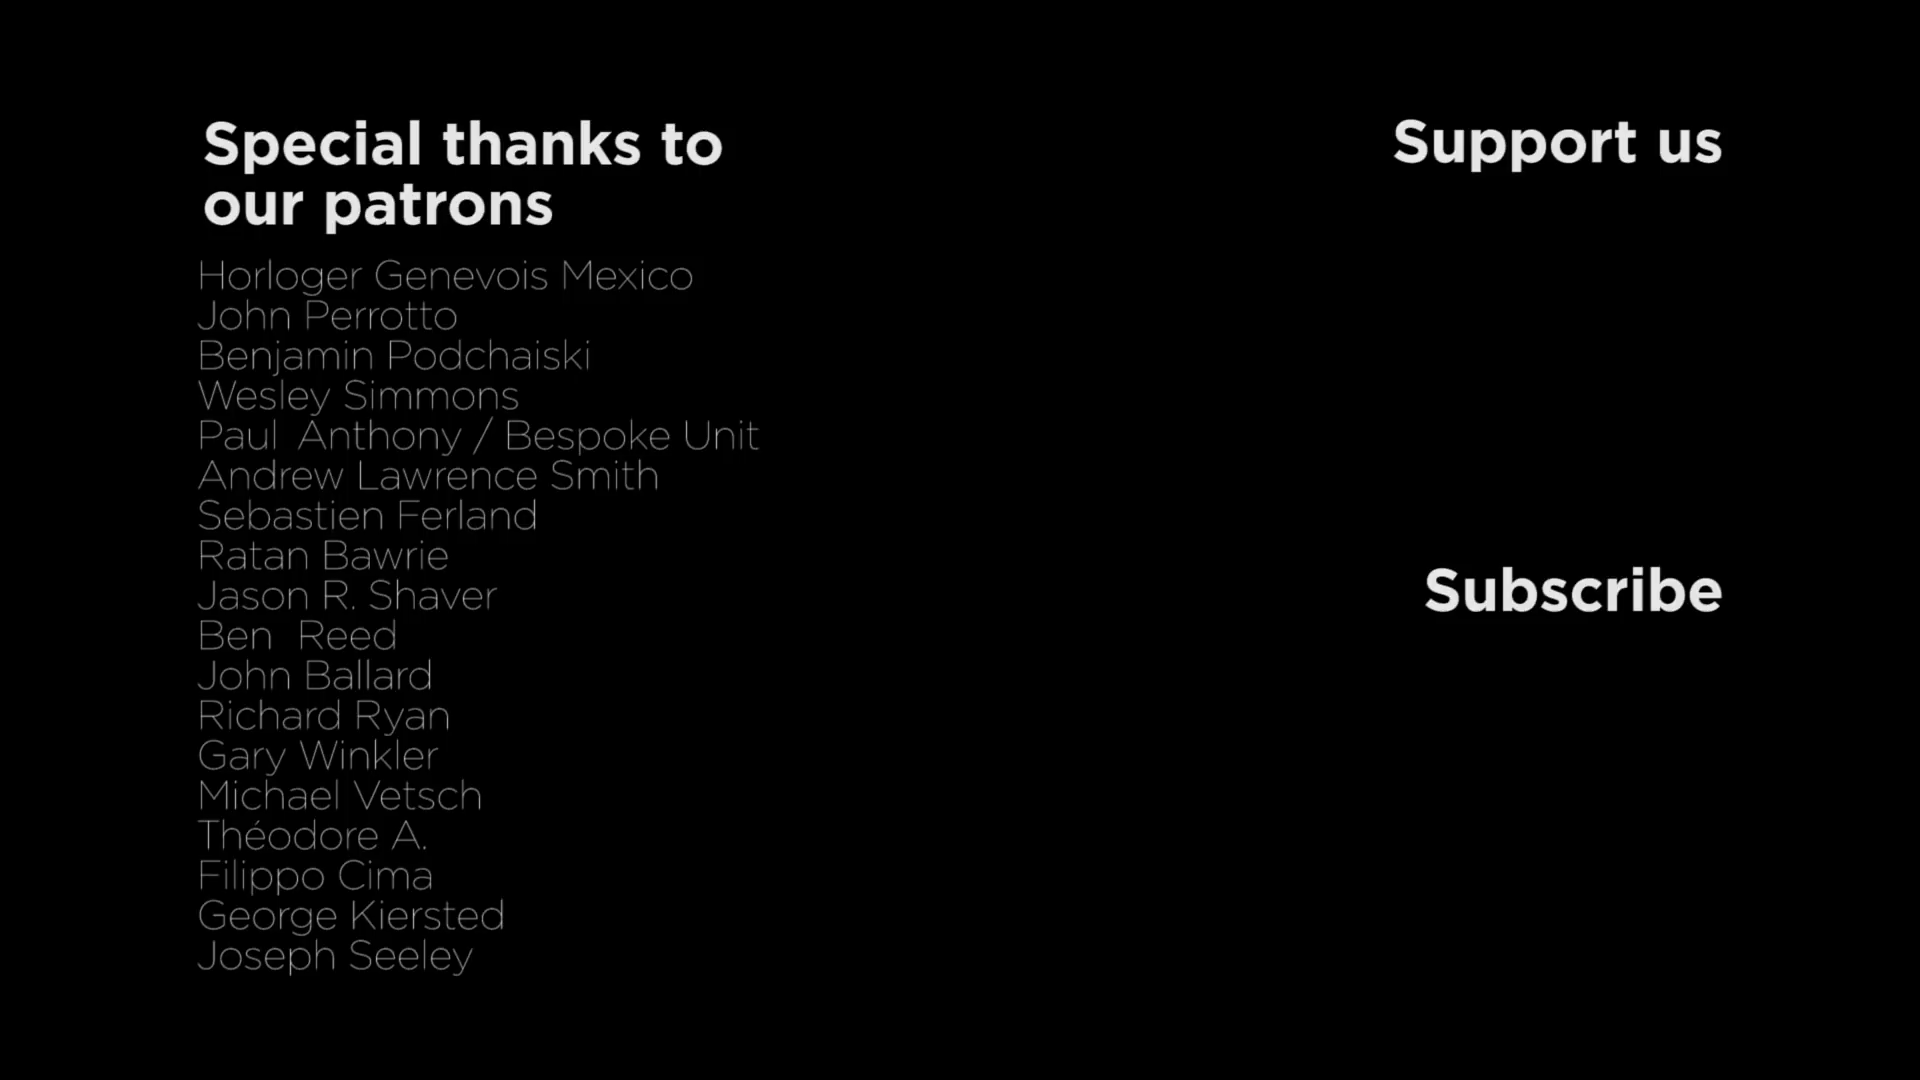 Special thanks to
our patrons
Horloger Genevois Mexico
John Perrotto
Benjamin Podchaiski
Wesley Simmons
Paul  Anthony / Bespoke Unit
Andrew Lawrence Smith
Sebastien Ferland
Ratan Bawrie
Jason R. Shaver
Ben  Reed
John Ballard
Richard Ryan
Gary Winkler
Michael Vetsch
Théodore A.
Filippo Cima
George Kiersted
Joseph Seeley
Support us
Subscribe